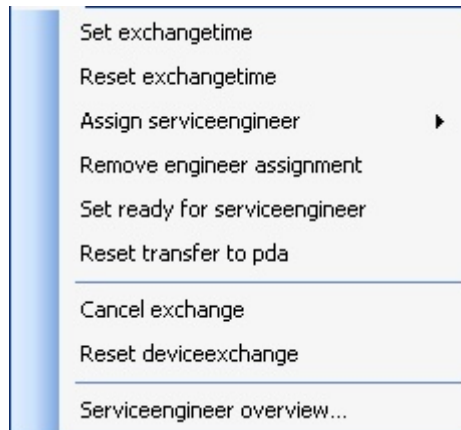 Set exchangetime
Reset exchangetime
Assign serviceengineer
Remove engineer assignment
Set ready for serviceengineer
Reset transfer to pda
Cancel exchange
Reset deviceexchange
Serviceengineer overview...